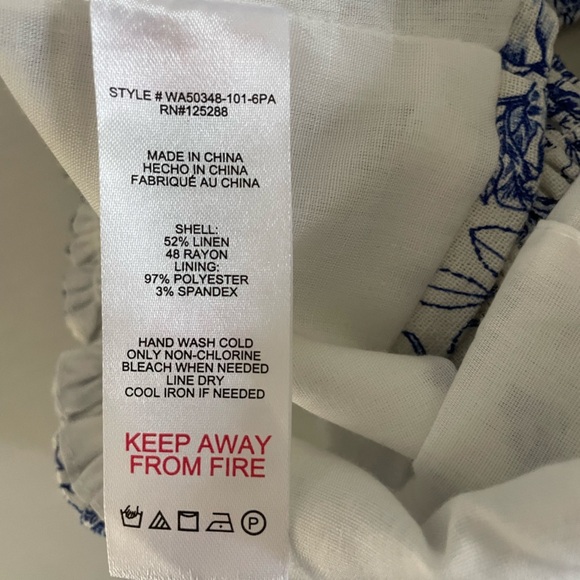 STYLE # WA50348-101-6PA
RN#125288
MADE IN CHINA
HECHO IN CHINA
FABRIQUÉ AU CHINA
SHELL:
52% LINEN
48 RAYON
LINING:
97% POLYESTER
3% SPANDEX
HAND WASH COLD
ONLY NON-CHLORINE
BLEACH WHEN NEEDED
LINE DRY
COOL IRON IF NEEDED
KEEP AWAY
FROM FIRE
P